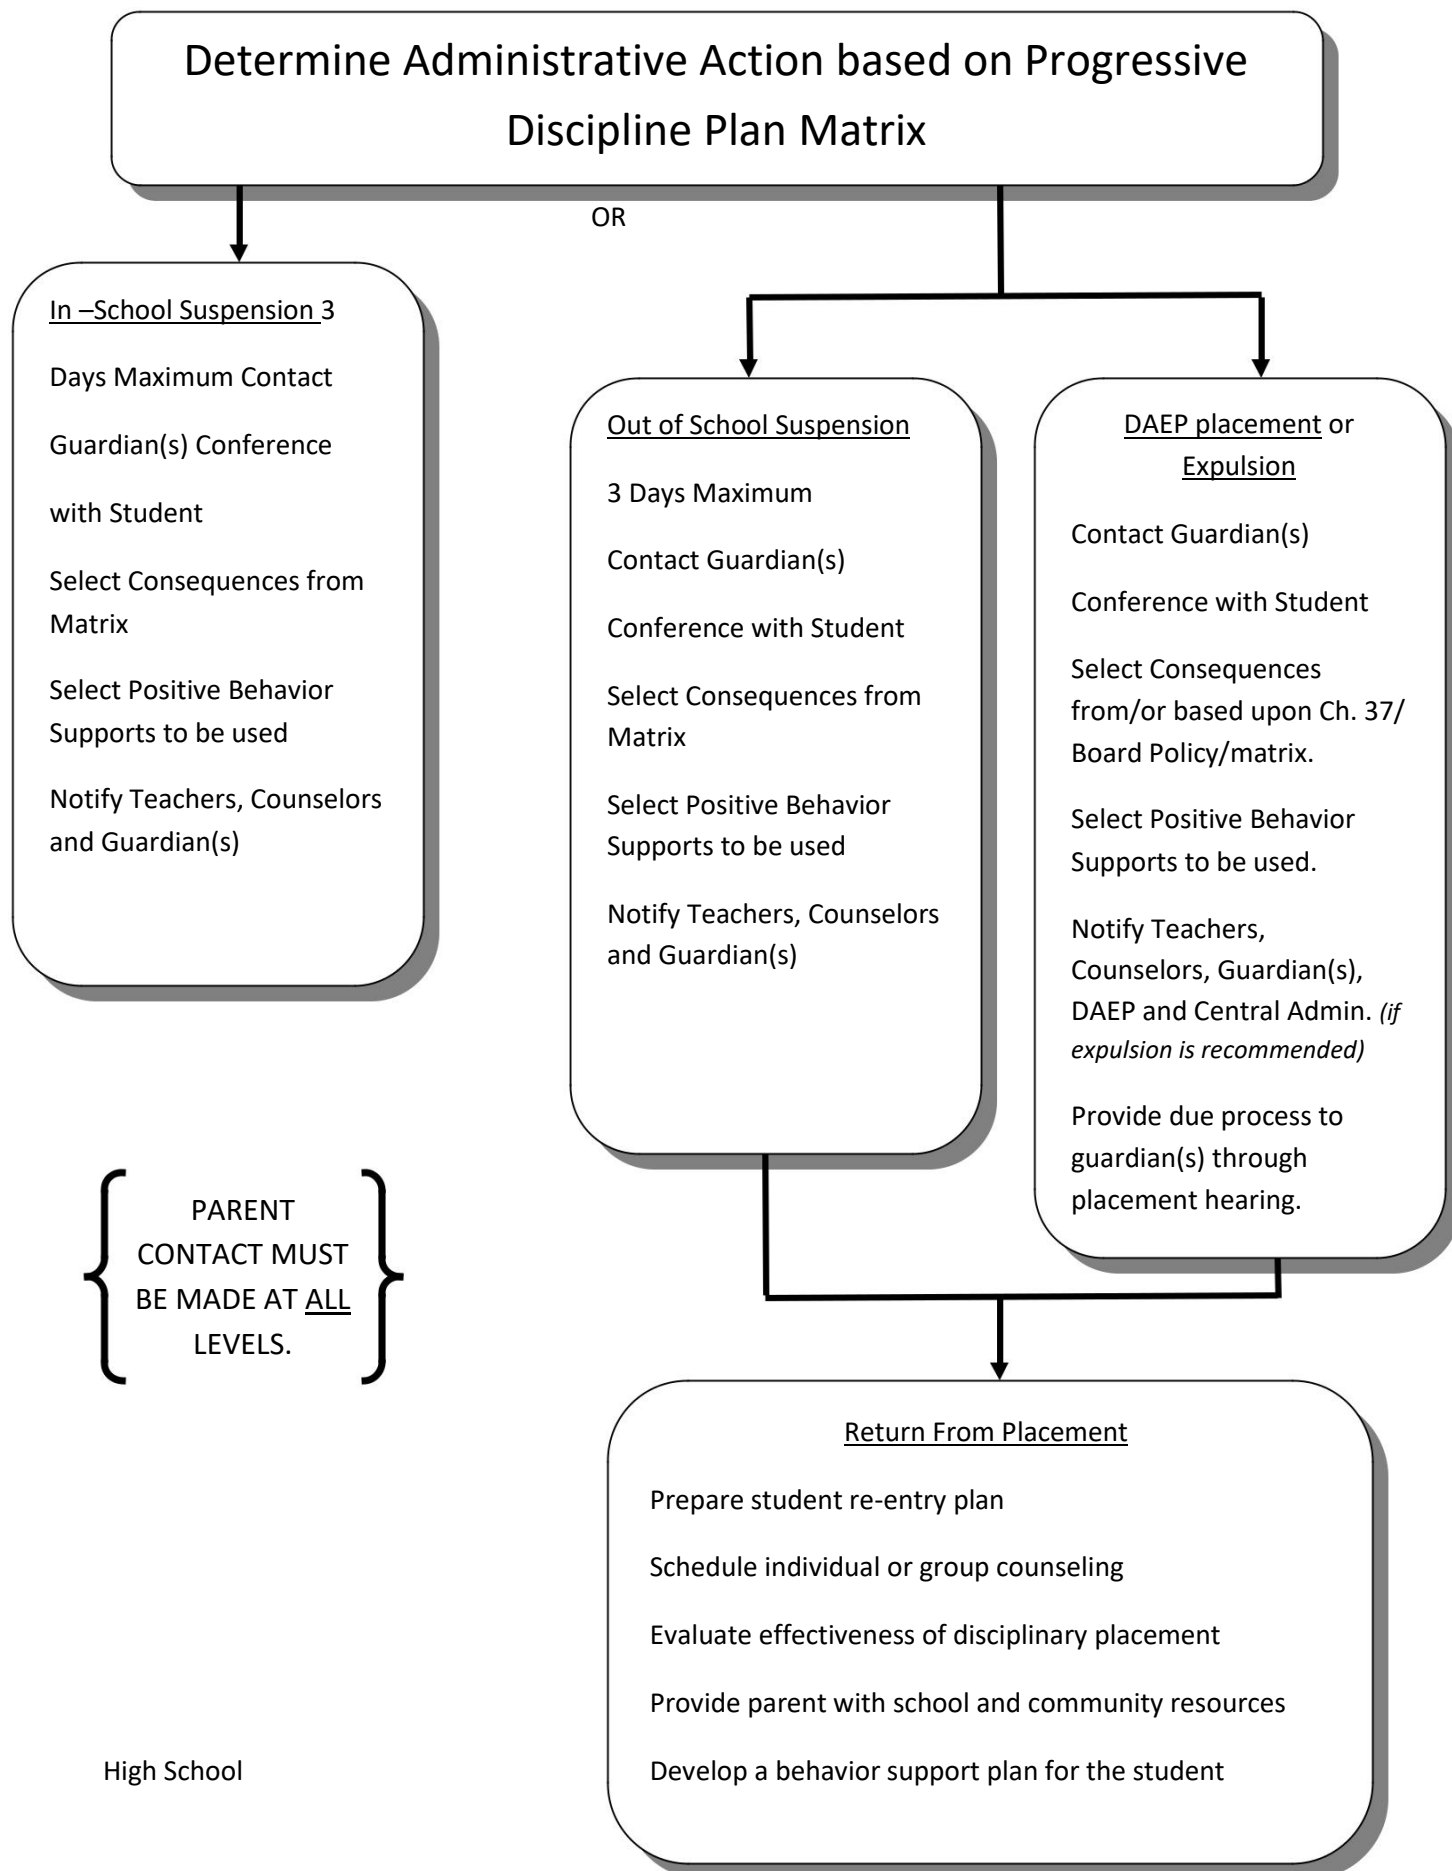 Determine Administrative Action based on Progressive
Discipline Plan Matrix
OR
In –School Suspension 3
Days Maximum Contact
Guardian(s) Conference
with Student
Select Consequences from
Matrix
Select Positive Behavior
Supports to be used
Notify Teachers, Counselors
and Guardian(s)
Out of School Suspension
3 Days Maximum
Contact Guardian(s)
Conference with Student
Select Consequences from
Matrix
Select Positive Behavior
Supports to be used
Notify Teachers, Counselors
and Guardian(s)
DAEP placement or
Expulsion
Contact Guardian(s)
Conference with Student
Select Consequences
from/or based upon Ch. 37/
Board Policy/matrix.
Select Positive Behavior
Supports to be used.
Notify Teachers,
Counselors, Guardian(s),
DAEP and Central Admin. (if
expulsion is recommended)
Provide due process to
guardian(s) through
placement hearing.
PARENT
CONTACT MUST
BE MADE AT ALL
LEVELS.
Return From Placement
Prepare student re-entry plan
Schedule individual or group counseling
Evaluate effectiveness of disciplinary placement
Provide parent with school and community resources
Develop a behavior support plan for the student
High School